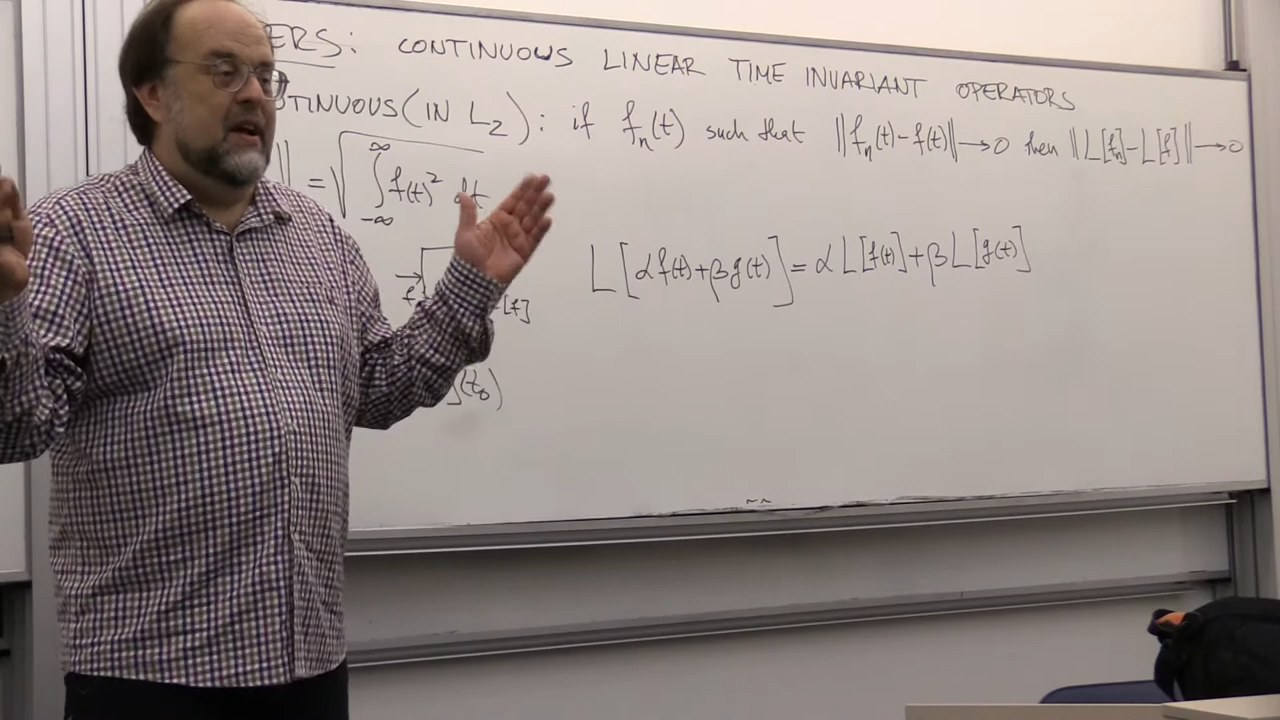 ERS: CONTINUOUS LINEAR TIME INVARIANT OPERATORS
TINUOUS (IN L₂): if fₙ(t) such that ‖fₙ(t)-f(t)‖→0 then ‖L[fₙ]-L[f]‖→0
‖ = √∫_{-∞}^{∞} f(t)² dt
L[αf(t)+βg(t)] = αL[f(t)]+βL[g(t)]
f [f]
(t₀)